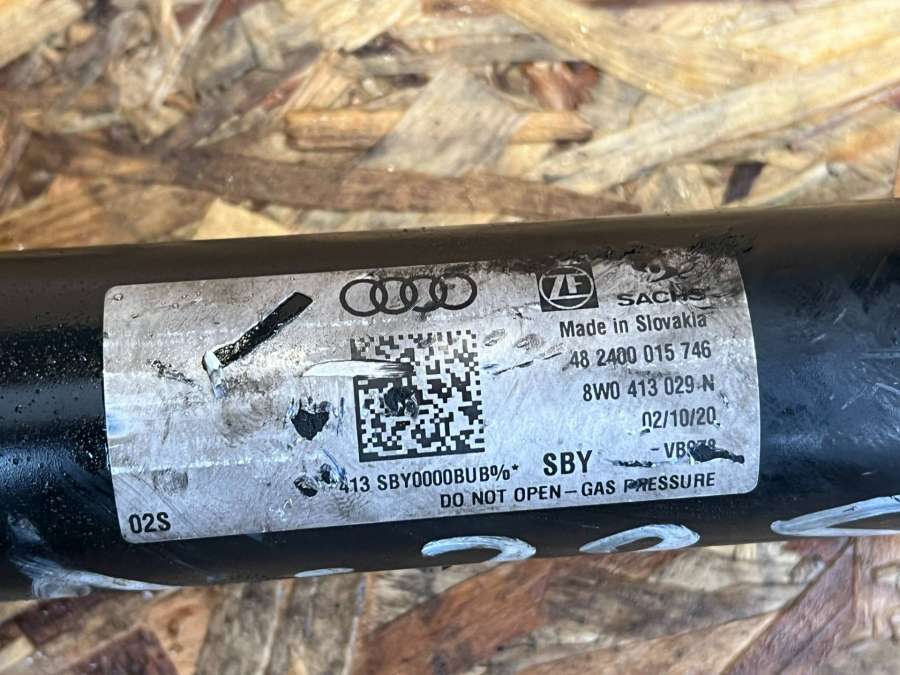 ZF SACHS
Made in Slovakia
48 2400 015 746
8W0 413 029 N
02/10/20
SBY
413 SBY0000BUB%*
DO NOT OPEN – GAS PRESSURE
02S